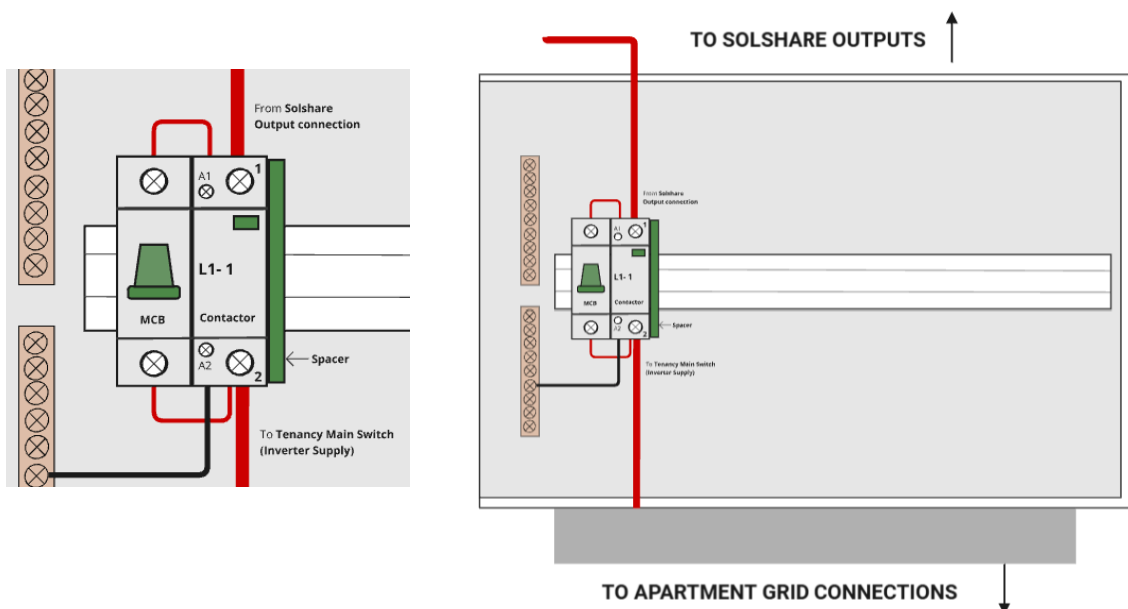 From Solshare
Output connection
A1
1
L1- 1
MCB
Contactor
A2
2
Spacer
To Tenancy Main Switch
(Inverter Supply)
TO SOLSHARE OUTPUTS
From Solshare
Output connection
A1
1
L1- 1
MCB
Contactor
A2
2
Spacer
To Tenancy Main Switch
(Inverter Supply)
TO APARTMENT GRID CONNECTIONS